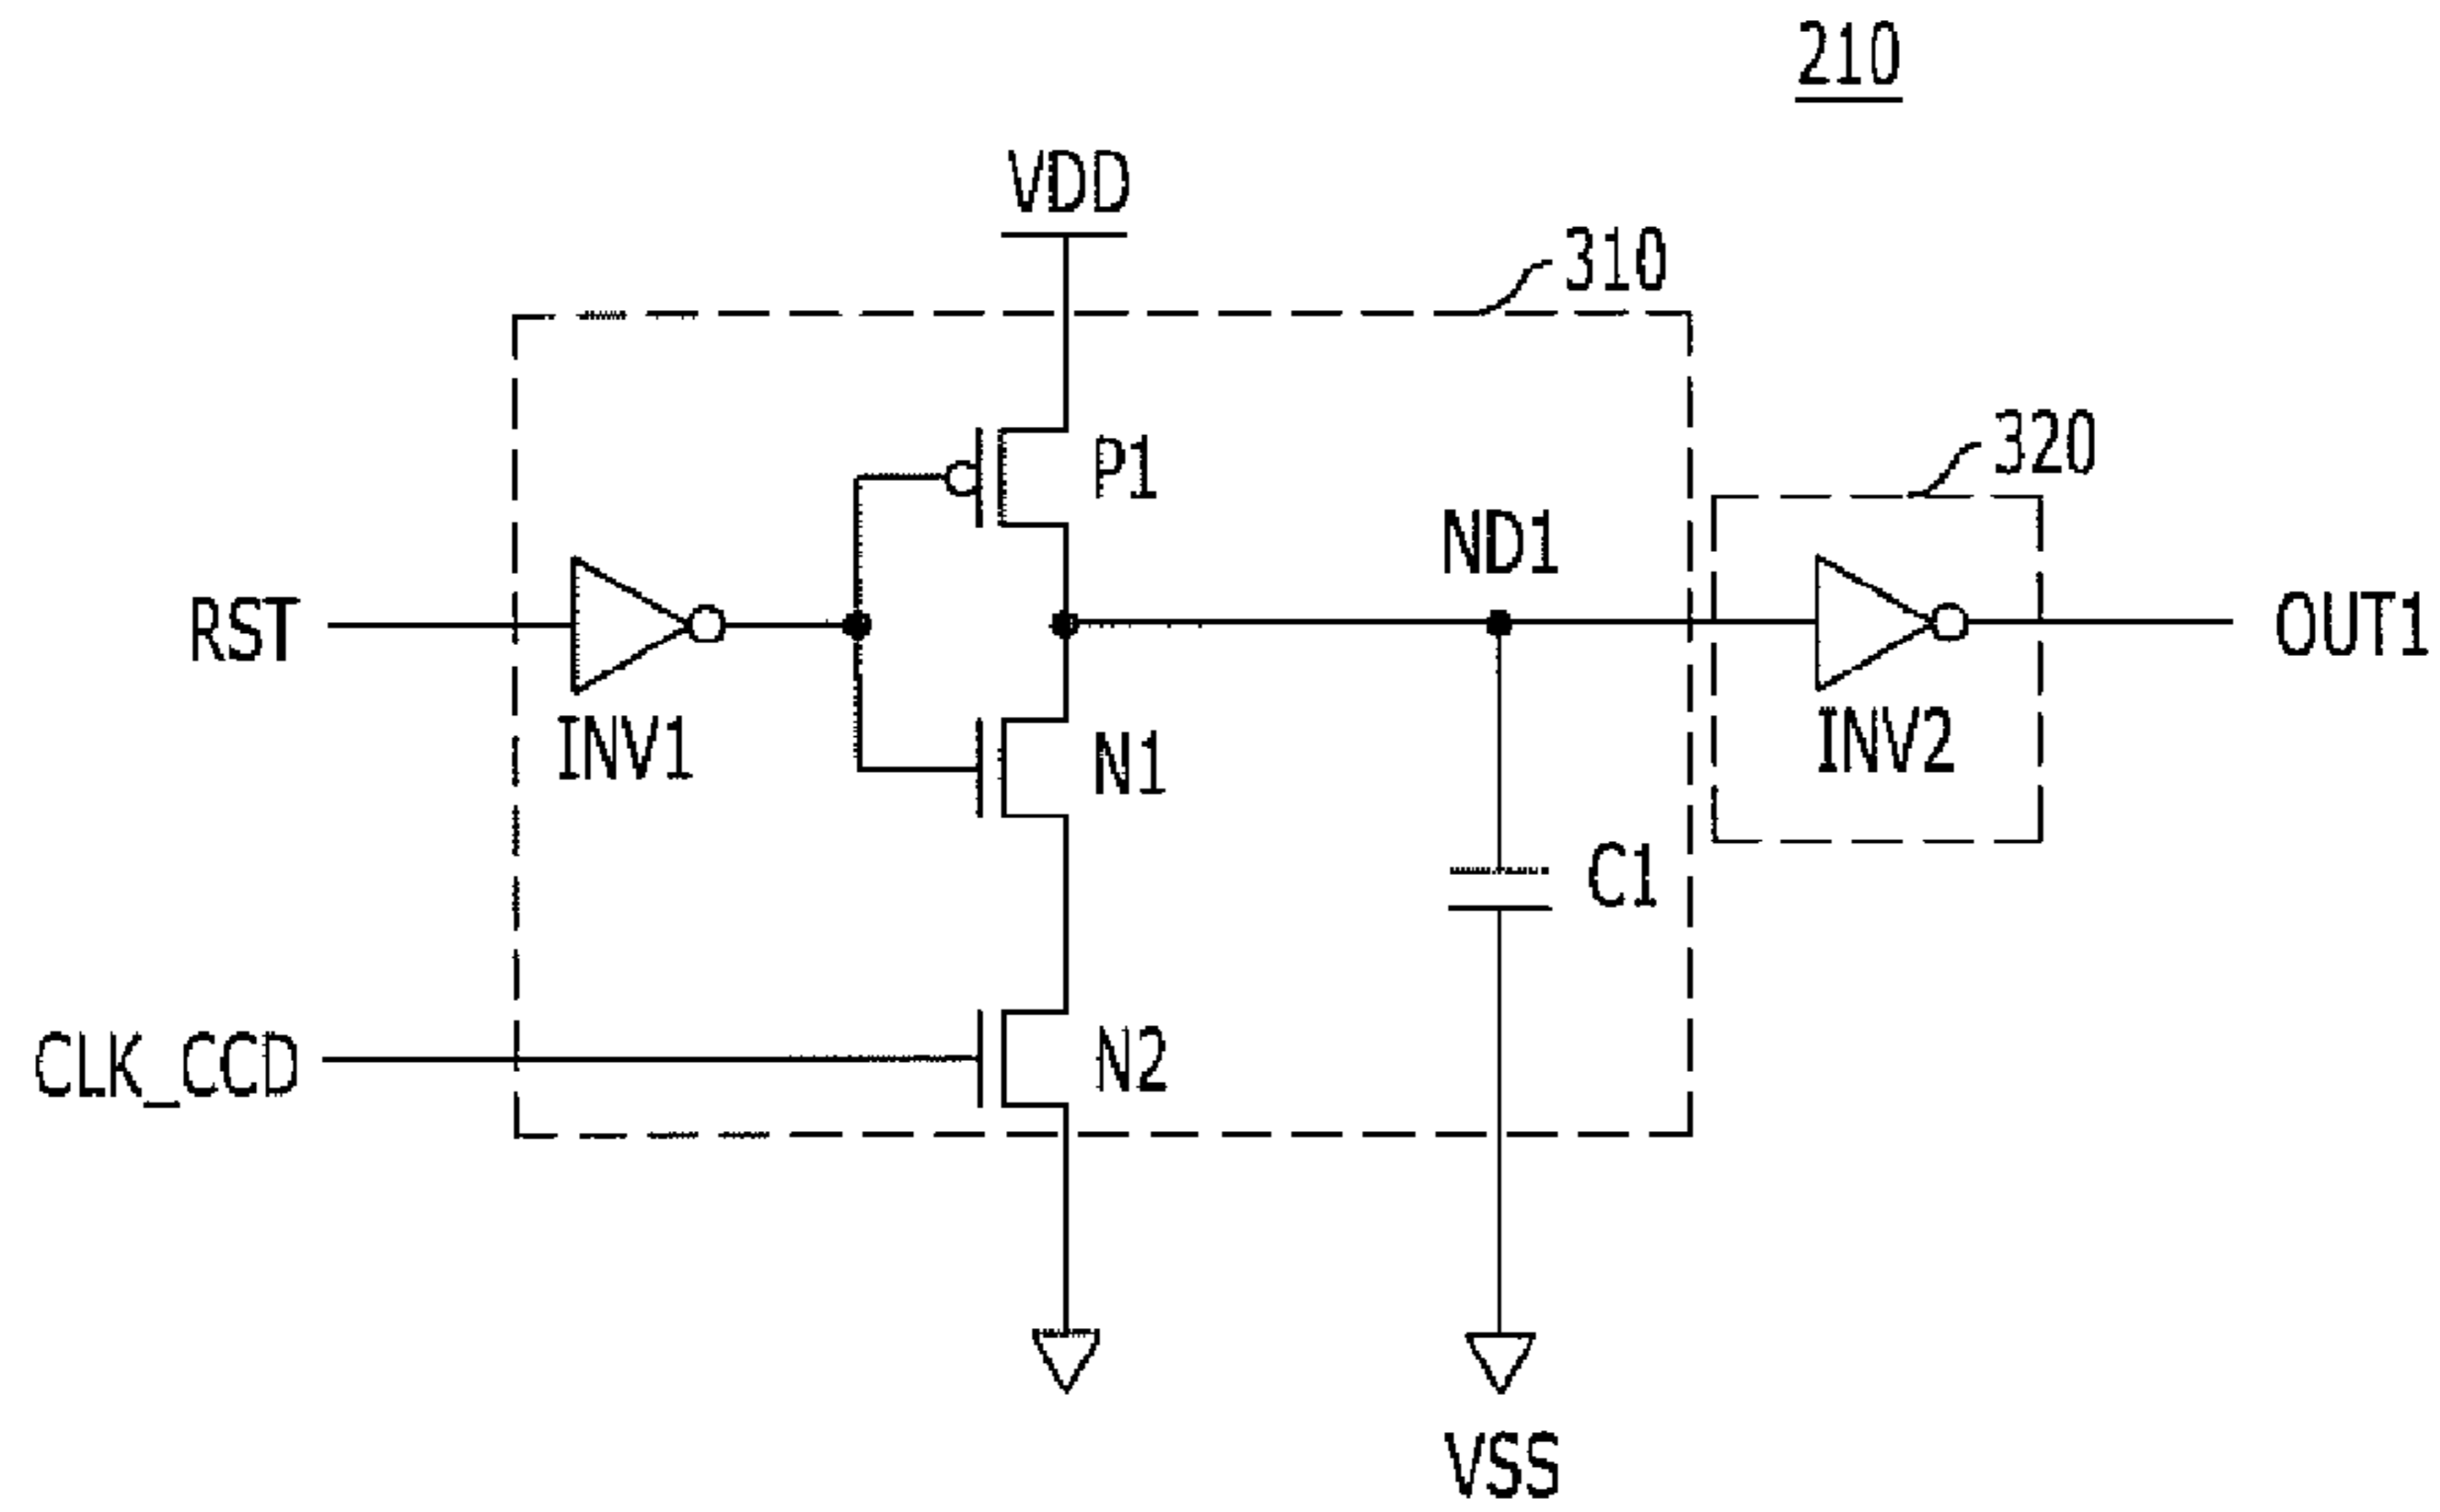 210
VDD
310
P1
320
ND1
RST
OUT1
INV1
N1
INV2
C1
CLK_CCD
N2
VSS